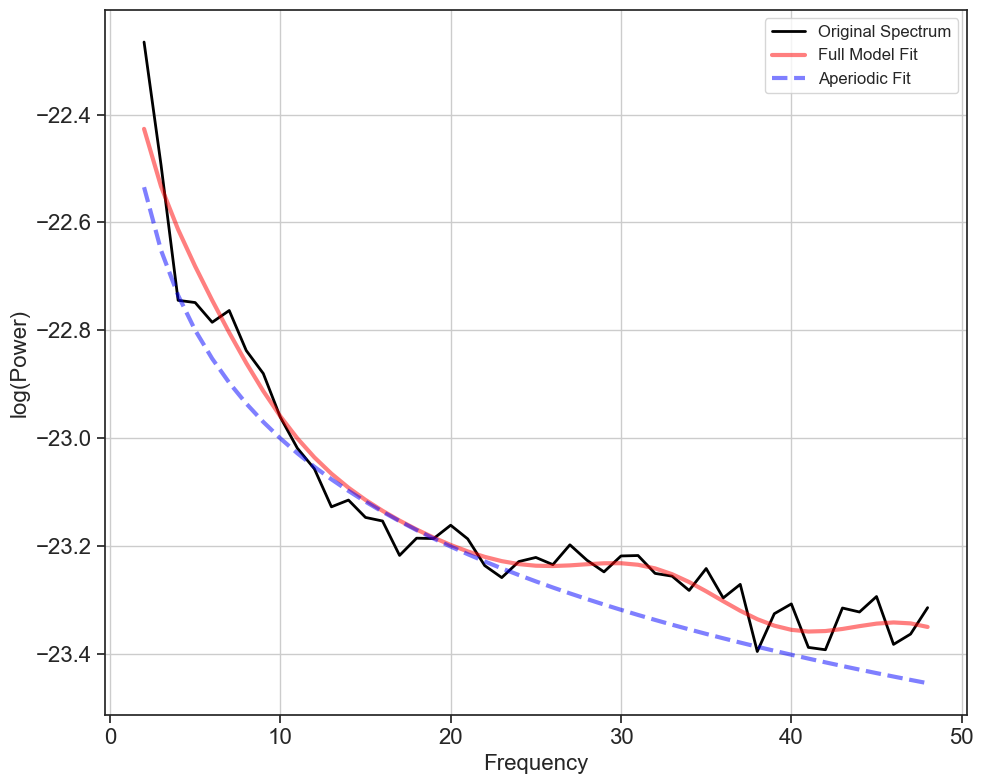 Original Spectrum
Full Model Fit
Aperiodic Fit
log(Power)
−22.4
−22.6
−22.8
−23.0
−23.2
−23.4
0 10 20 30 40 50
Frequency